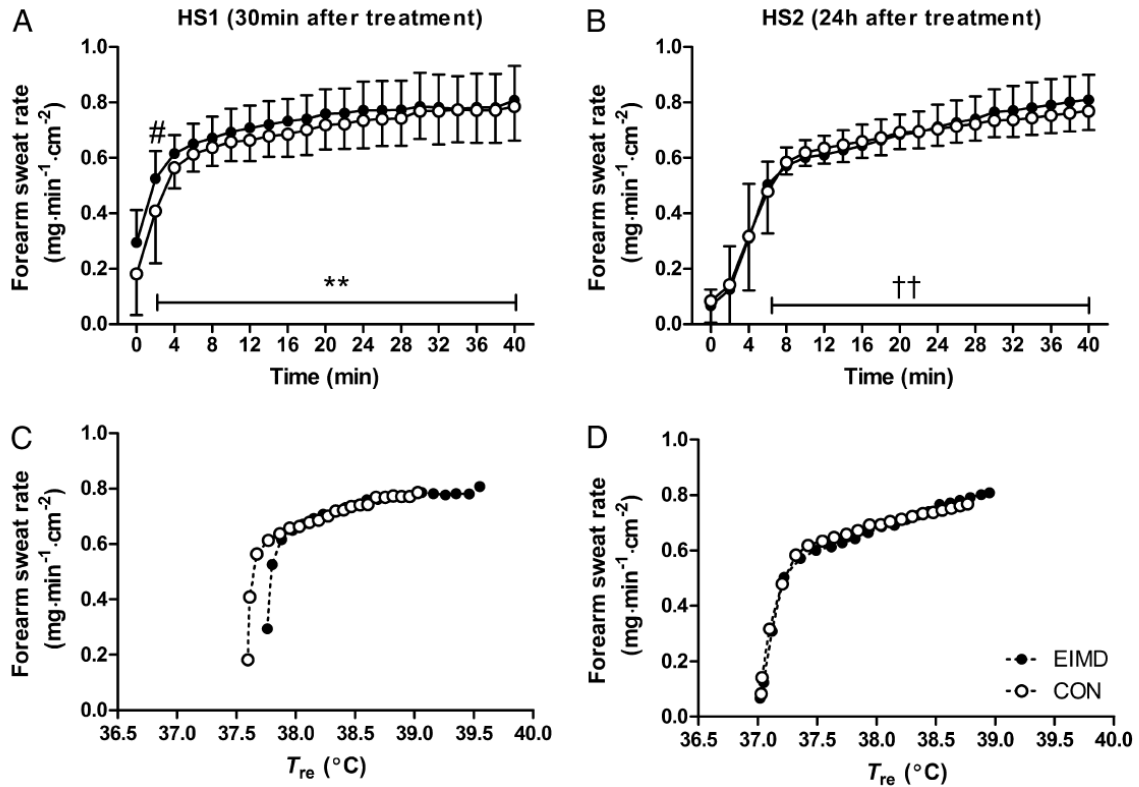 A
HS1 (30min after treatment)
Forearm sweat rate
(mg·min⁻¹·cm⁻²)
1.0
0.8
0.6
0.4
0.2
0.0
#
**
0 4 8 12 16 20 24 28 32 36 40
Time (min)
B
HS2 (24h after treatment)
Forearm sweat rate
(mg·min⁻¹·cm⁻²)
1.0
0.8
0.6
0.4
0.2
0.0
††
0 4 8 12 16 20 24 28 32 36 40
Time (min)
C
Forearm sweat rate
(mg·min⁻¹·cm⁻²)
1.0
0.8
0.6
0.4
0.2
0.0
36.5 37.0 37.5 38.0 38.5 39.0 39.5 40.0
Tre (°C)
D
Forearm sweat rate
(mg·min⁻¹·cm⁻²)
1.0
0.8
0.6
0.4
0.2
0.0
EIMD
CON
36.5 37.0 37.5 38.0 38.5 39.0 39.5 40.0
Tre (°C)